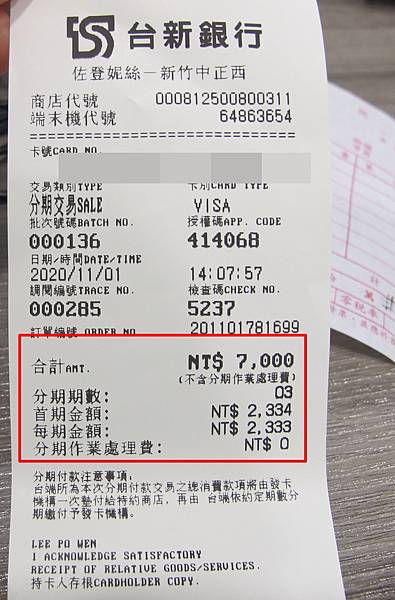 台新銀行
佐登妮絲－新竹中正西
商店代號 000812500800311
端末機代號 64863654
卡號CARD NO.
交易類別TYPE 卡別CARD TYPE
分期交易SALE VISA
批次號碼BATCH NO. 授權碼APP. CODE
000136 414068
日期/時間DATE/TIME
2020/11/01 14:07:57
調閱編號TRACE NO. 檢查碼CHECK NO.
000285 5237
訂單編號 ORDER NO. 201101781699
合計AMT. NT$ 7,000
(不含分期作業處理費)
分期期數: 03
首期金額: NT$ 2,334
每期金額: NT$ 2,333
分期作業處理費: NT$ 0
分期付款注意事項:
台端所為本次分期付款交易之總消費款項將由發卡
機構一次墊付給特約商店，再由 台端依約定期數分
期繳付予發卡機構。
LEE PO WEN
I ACKNOWLEDGE SATISFACTORY
RECEIPT OF RELATIVE GOODS/SERVICES.
持卡人存根CARDHOLDER COPY.
計
萬
零稅率